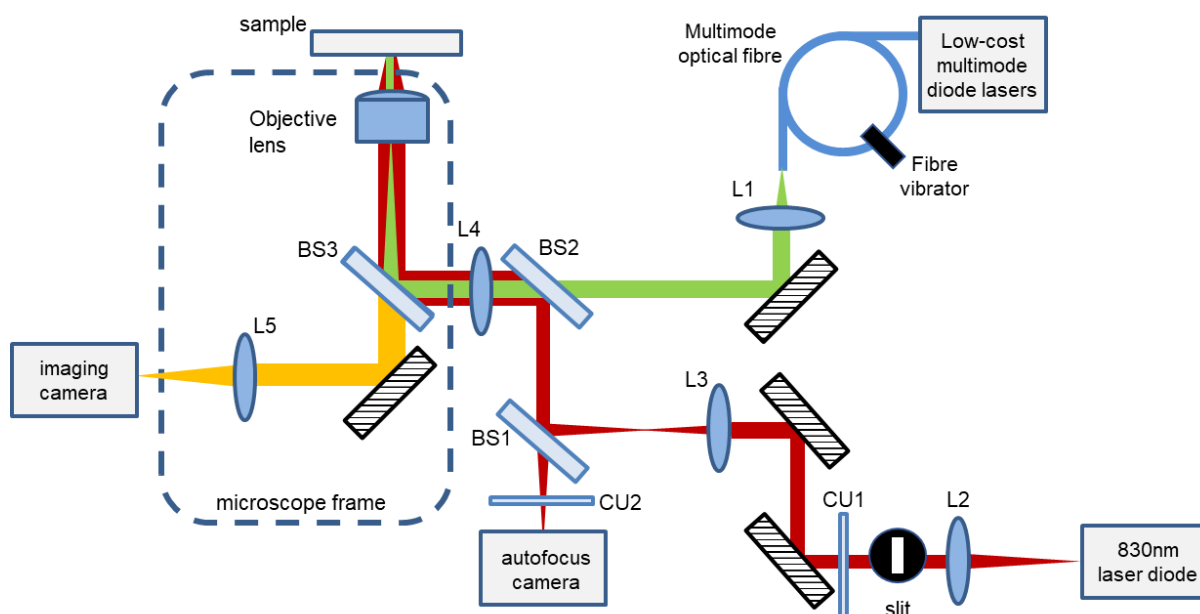 sample
Multimode
optical fibre
Low-cost
multimode
diode lasers
Objective
lens
Fibre
vibrator
L1
L4
BS2
BS3
L5
imaging
camera
L3
BS1
microscope frame
CU2
CU1
L2
autofocus
camera
830nm
laser diode
slit